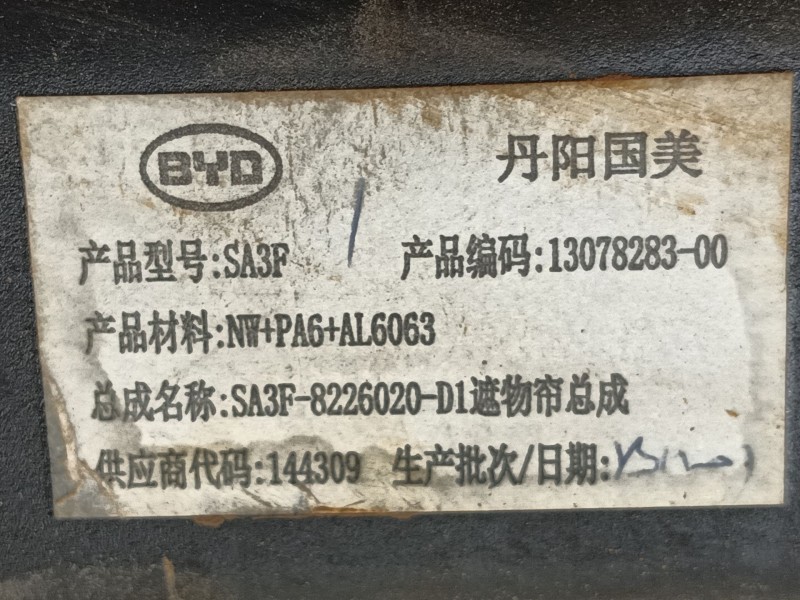 BYD 丹阳国美
产品型号:SA3F 产品编码:13078283-00
产品材料:NW+PA6+AL6063
总成名称:SA3F-8226020-D1遮物帘总成
供应商代码:144309 生产批次/日期: